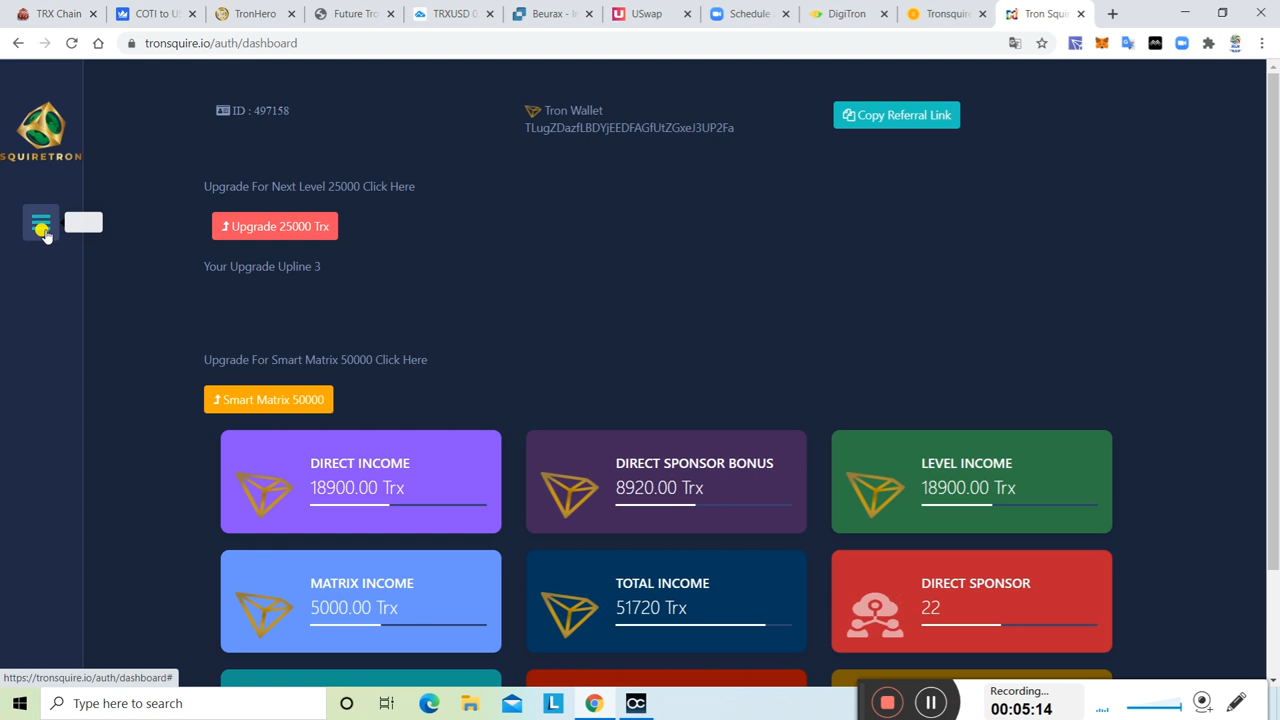 TRX Chain
COTI to US
TronHero
Future Tro
TRXUSD 0
Beurax - In
USwap
Schedule -
DigiTron
Tronsquire
Tron Squi
tronsquire.io/auth/dashboard
SQUIRETRON
ID : 497158
Tron Wallet
TLugZDazfLBDYjEEDFAGfUtZGxeJ3UP2Fa
Copy Referral Link
Upgrade For Next Level 25000 Click Here
Upgrade 25000 Trx
Your Upgrade Upline 3
Upgrade For Smart Matrix 50000 Click Here
Smart Matrix 50000
DIRECT INCOME
18900.00 Trx
DIRECT SPONSOR BONUS
8920.00 Trx
LEVEL INCOME
18900.00 Trx
MATRIX INCOME
5000.00 Trx
TOTAL INCOME
51720 Trx
DIRECT SPONSOR
22
https://tronsquire.io/auth/dashboard#
Type here to search
Recording...
00:05:14